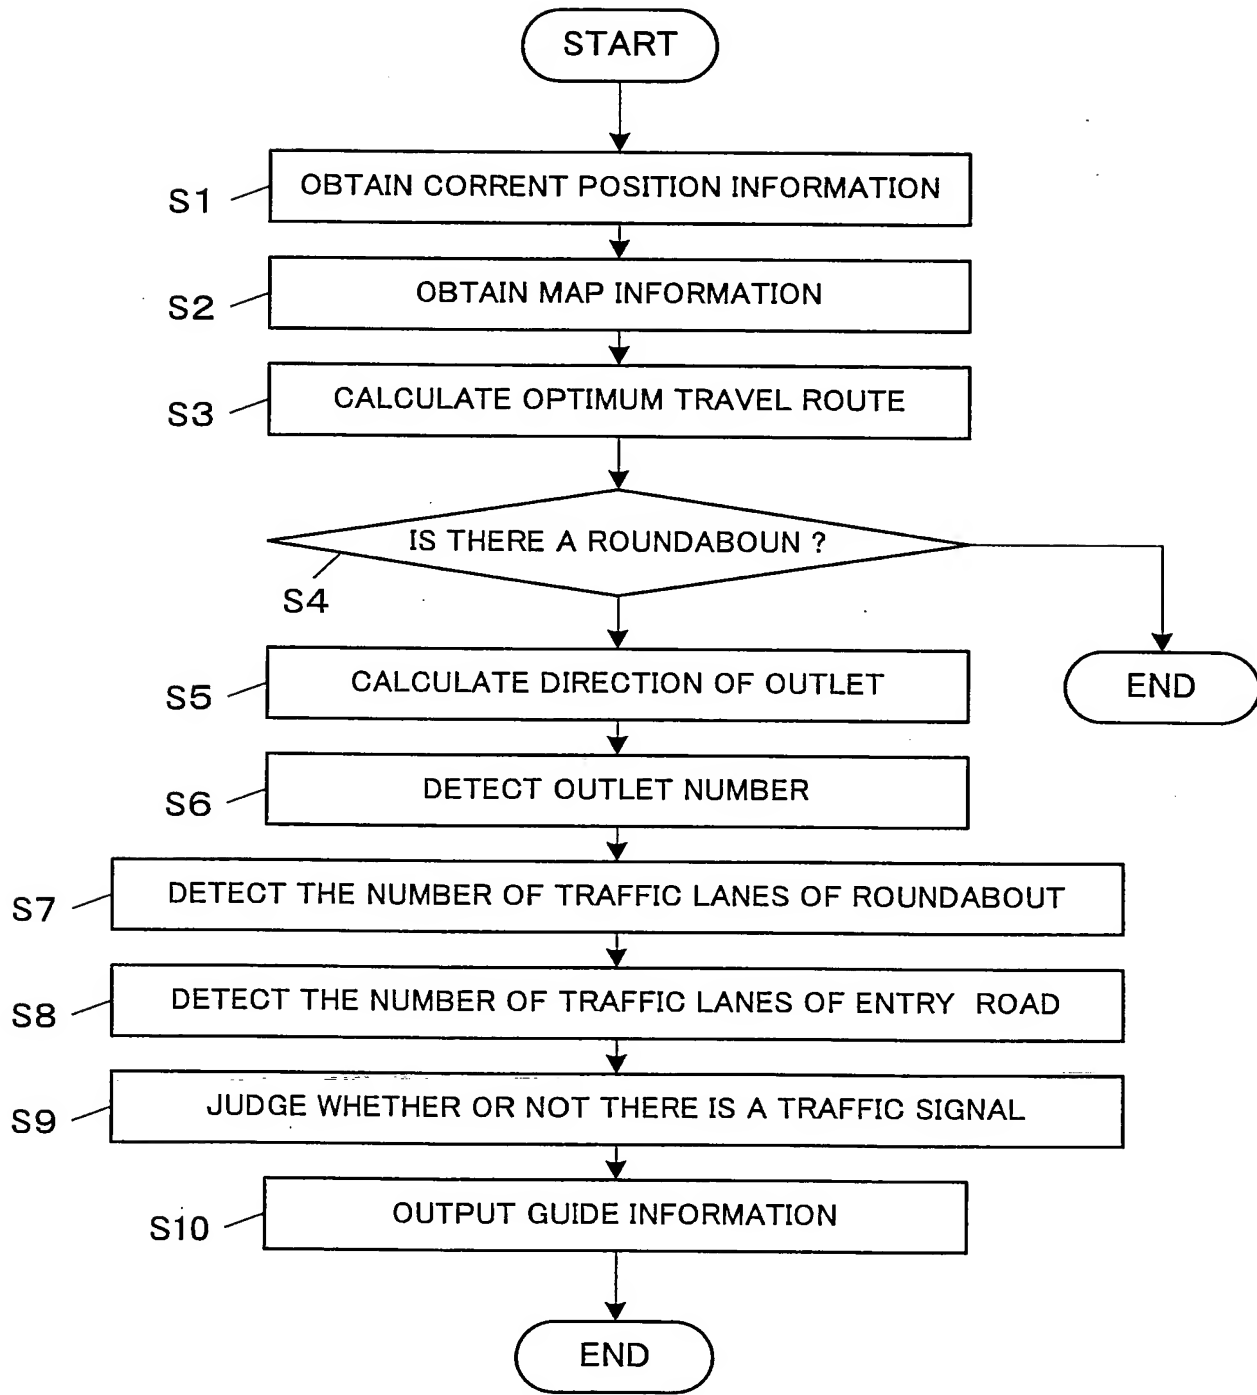 START
S1
OBTAIN CORRENT POSITION INFORMATION
S2
OBTAIN MAP INFORMATION
S3
CALCULATE OPTIMUM TRAVEL ROUTE
IS THERE A ROUNDABOUN ?
S4
S5
CALCULATE DIRECTION OF OUTLET
END
S6
DETECT OUTLET NUMBER
S7
DETECT THE NUMBER OF TRAFFIC LANES OF ROUNDABOUT
S8
DETECT THE NUMBER OF TRAFFIC LANES OF ENTRY ROAD
S9
JUDGE WHETHER OR NOT THERE IS A TRAFFIC SIGNAL
S10
OUTPUT GUIDE INFORMATION
END